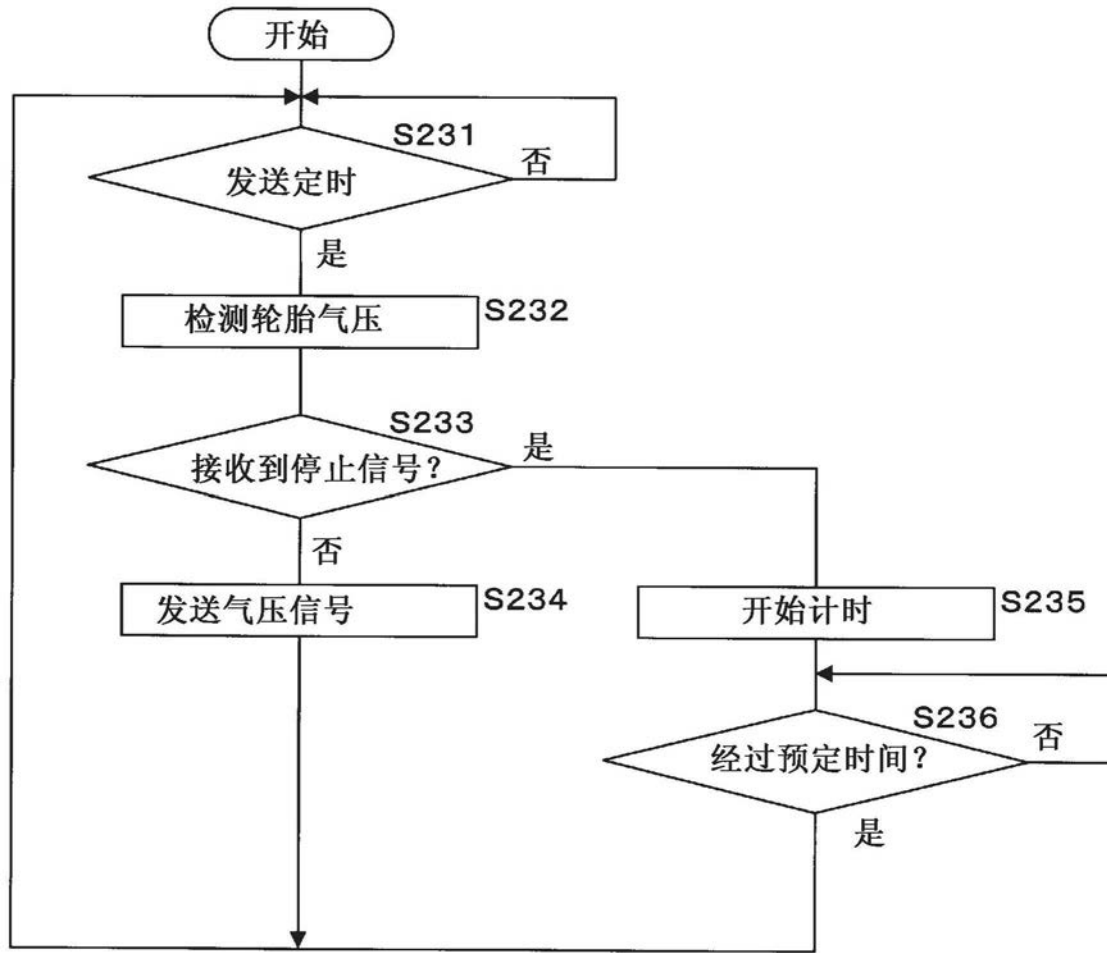 开始
S231
发送定时
否
是
检测轮胎气压
S232
S233
接收到停止信号？
是
否
发送气压信号
S234
开始计时
S235
S236
经过预定时间？
否
是